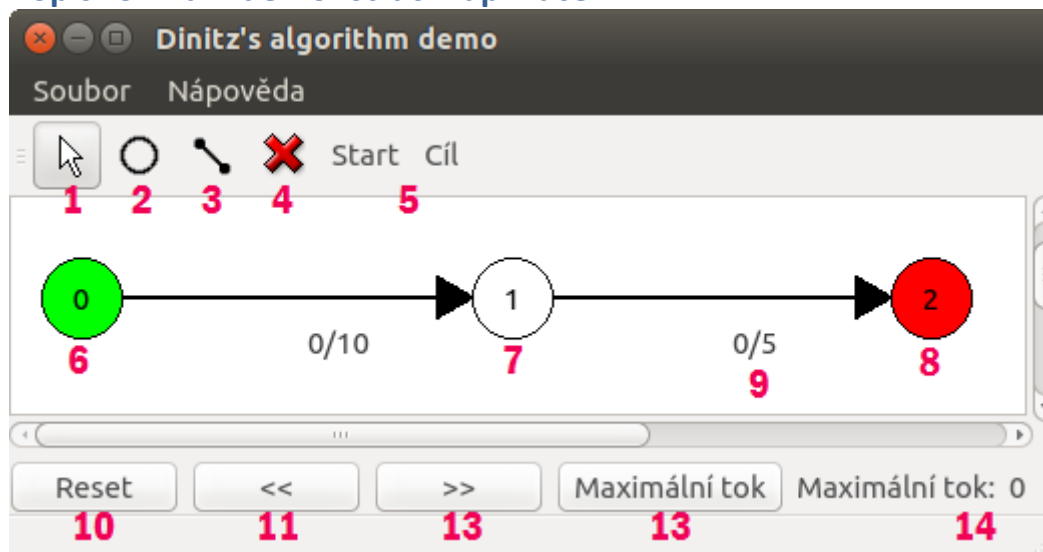 Dinitz's algorithm demo
Soubor Nápověda
Start Cíl
1 2 3 4 5
0 1 2
0/10 0/5
6 7 9 8
Reset << >> Maximální tok Maximální tok: 0
10 11 13 13 14